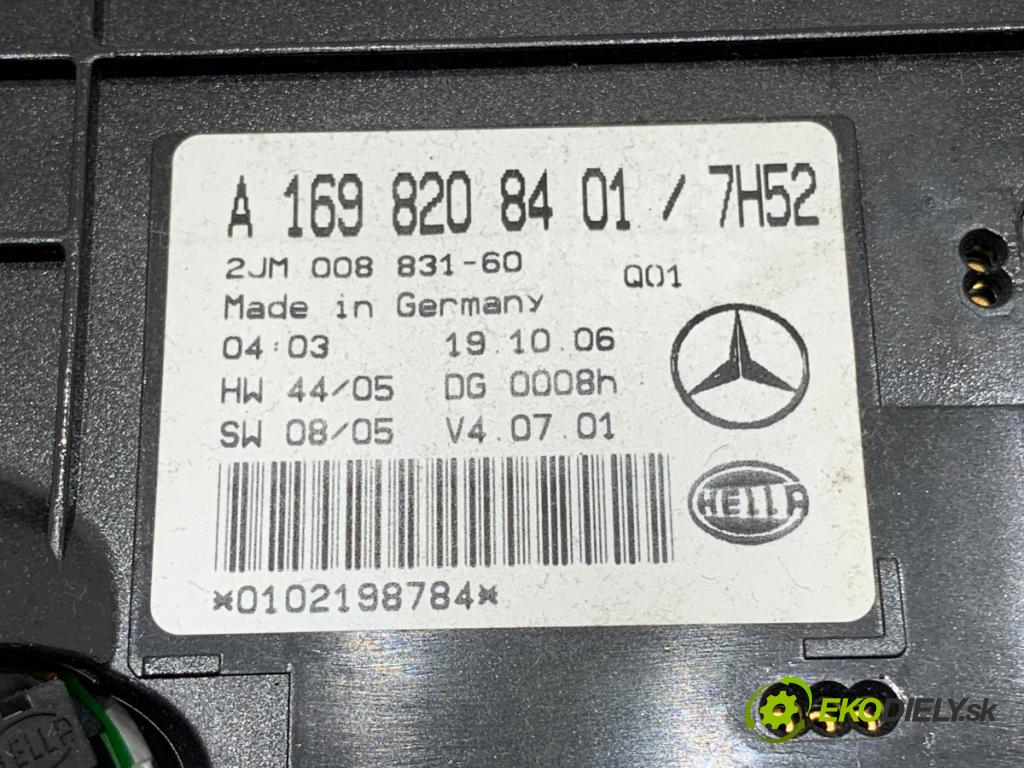 A 169 820 84 01 / 7H52
2JM 008 831-60 Q01
Made in Germany
04:03 19.10.06
HW 44/05 DG 0008h
SW 08/05 V4.07.01
HELLA
*0102198784*
HELLA
EKODIELY.sk